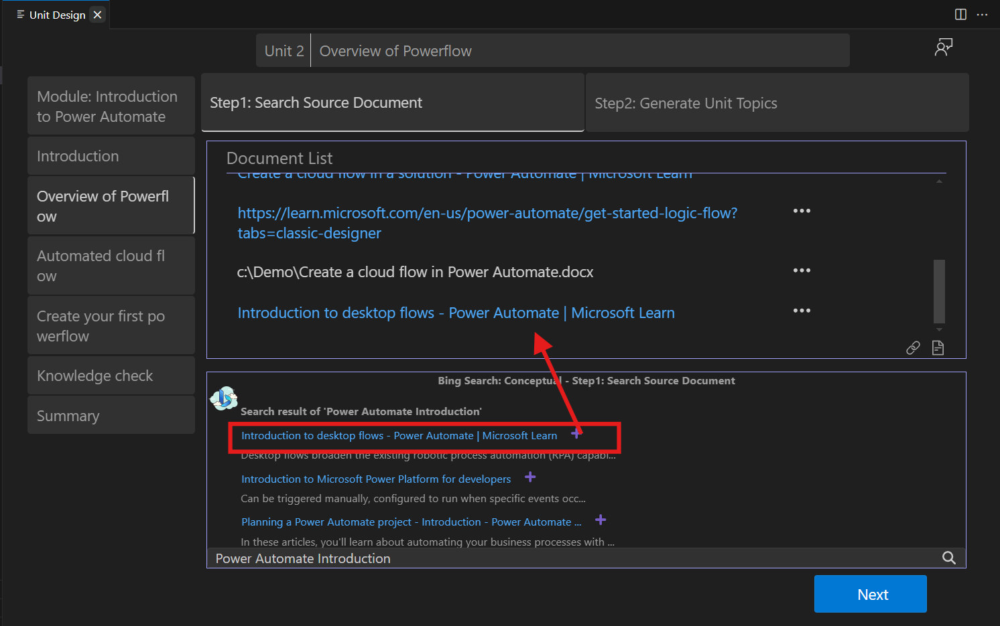 Unit Design
Unit 2
Overview of Powerflow
Module: Introduction
to Power Automate
Introduction
Overview of Powerfl
ow
Automated cloud fl
ow
Create your first po
werflow
Knowledge check
Summary
Step1: Search Source Document
Step2: Generate Unit Topics
Document List
Create a cloud flow in a solution - Power Automate | Microsoft Learn
https://learn.microsoft.com/en-us/power-automate/get-started-logic-flow?
tabs=classic-designer
c:\Demo\Create a cloud flow in Power Automate.docx
Introduction to desktop flows - Power Automate | Microsoft Learn
Bing Search: Conceptual - Step1: Search Source Document
Search result of 'Power Automate Introduction'
Introduction to desktop flows - Power Automate | Microsoft Learn
Desktop flows broaden the existing robotic process automation (RPA) capabi...
Introduction to Microsoft Power Platform for developers
Can be triggered manually, configured to run when specific events occ...
Planning a Power Automate project - Introduction - Power Automate ...
In these articles, you'll learn about automating your business processes with ...
Power Automate Introduction
Next